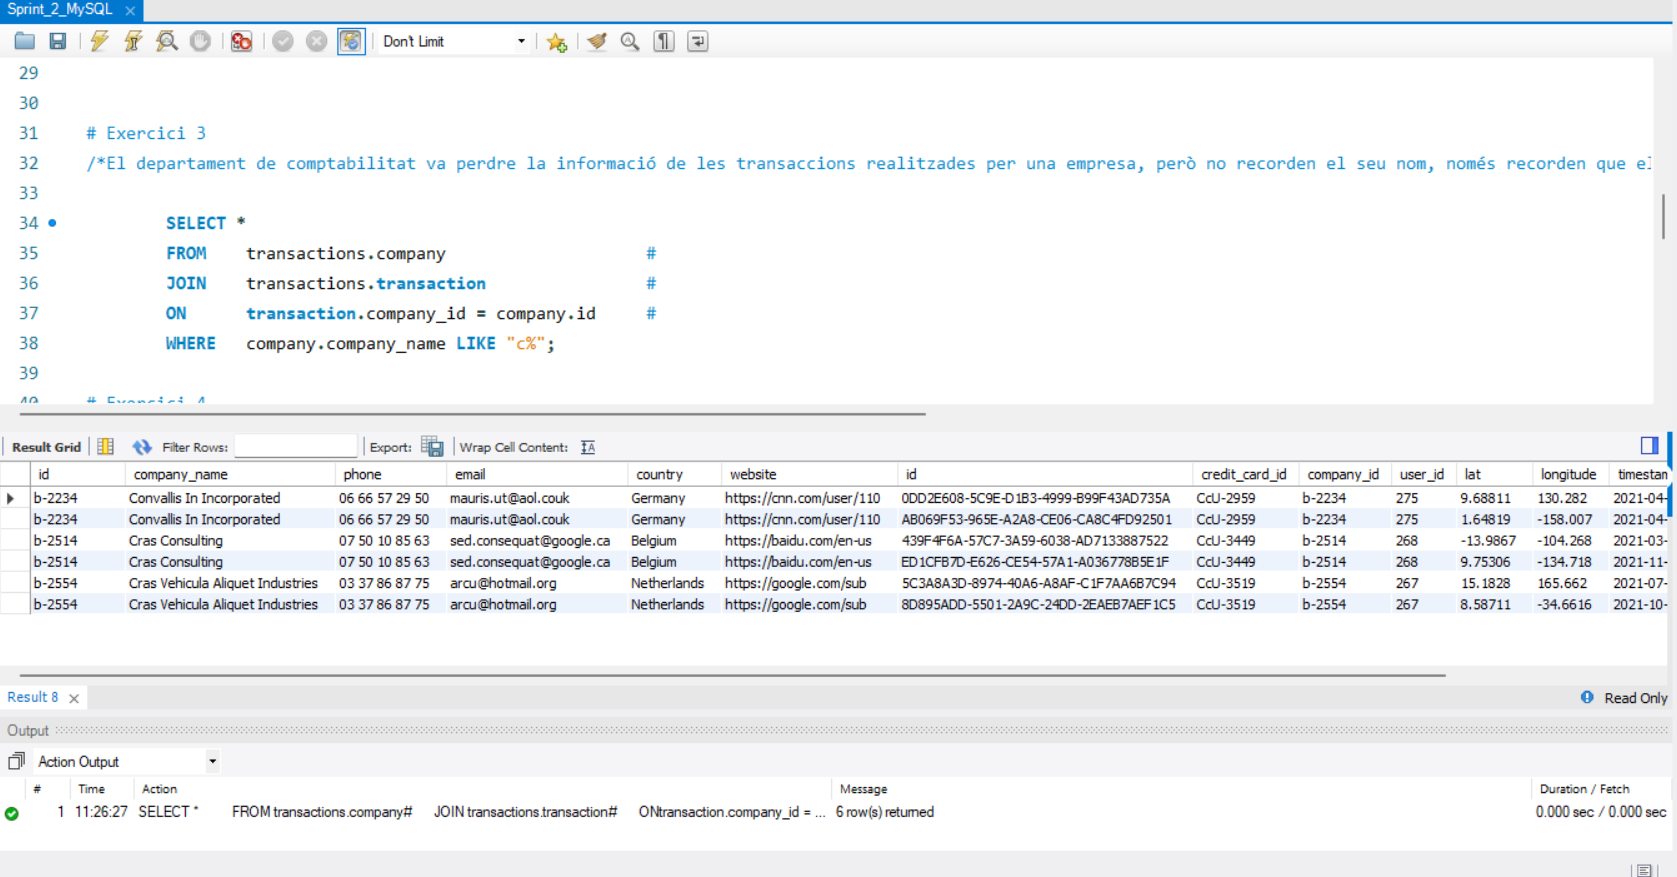 Sprint_2_MySQL
Don't Limit
29
30
31 # Exercici 3
32 /*El departament de comptabilitat va perdre la informació de les transaccions realitzades per una empresa, però no recorden el seu nom, només recorden que el
33
34 SELECT *
35 FROM transactions.company #
36 JOIN transactions.transaction #
37 ON transaction.company_id = company.id #
38 WHERE company.company_name LIKE "c%";
39
40 # Exercici 4
Result Grid Filter Rows: Export: Wrap Cell Content:
id company_name phone email country website id credit_card_id company_id user_id lat longitude timestam
b-2234 Convallis In Incorporated 06 66 57 29 50 mauris.ut@aol.couk Germany https://cnn.com/user/110 0DD2E608-5C9E-D1B3-4999-B99F43AD735A CcU-2959 b-2234 275 9.68811 130.282 2021-04-
b-2234 Convallis In Incorporated 06 66 57 29 50 mauris.ut@aol.couk Germany https://cnn.com/user/110 AB069F53-965E-A2A8-CE06-CA8C4FD92501 CcU-2959 b-2234 275 1.64819 -158.007 2021-04-
b-2514 Cras Consulting 07 50 10 85 63 sed.consequat@google.ca Belgium https://baidu.com/en-us 439F4F6A-57C7-3A59-6038-AD7133887522 CcU-3449 b-2514 268 -13.9867 -104.268 2021-03-
b-2514 Cras Consulting 07 50 10 85 63 sed.consequat@google.ca Belgium https://baidu.com/en-us ED1CFB7D-E626-CE54-57A1-A036778B5E1F CcU-3449 b-2514 268 9.75306 -134.718 2021-11-
b-2554 Cras Vehicula Aliquet Industries 03 37 86 87 75 arcu@hotmail.org Netherlands https://google.com/sub 5C3A8A3D-8974-40A6-A8AF-C1F7AA6B7C94 CcU-3519 b-2554 267 15.1828 165.662 2021-07-
b-2554 Cras Vehicula Aliquet Industries 03 37 86 87 75 arcu@hotmail.org Netherlands https://google.com/sub 8D895ADD-5501-2A9C-24DD-2EAEB7AEF1C5 CcU-3519 b-2554 267 8.58711 -34.6616 2021-10-
Result 8 Read Only
Output
Action Output
# Time Action Message Duration / Fetch
1 11:26:27 SELECT * FROM transactions.company# JOIN transactions.transaction# ONtransaction.company_id = ... 6 row(s) returned 0.000 sec / 0.000 sec